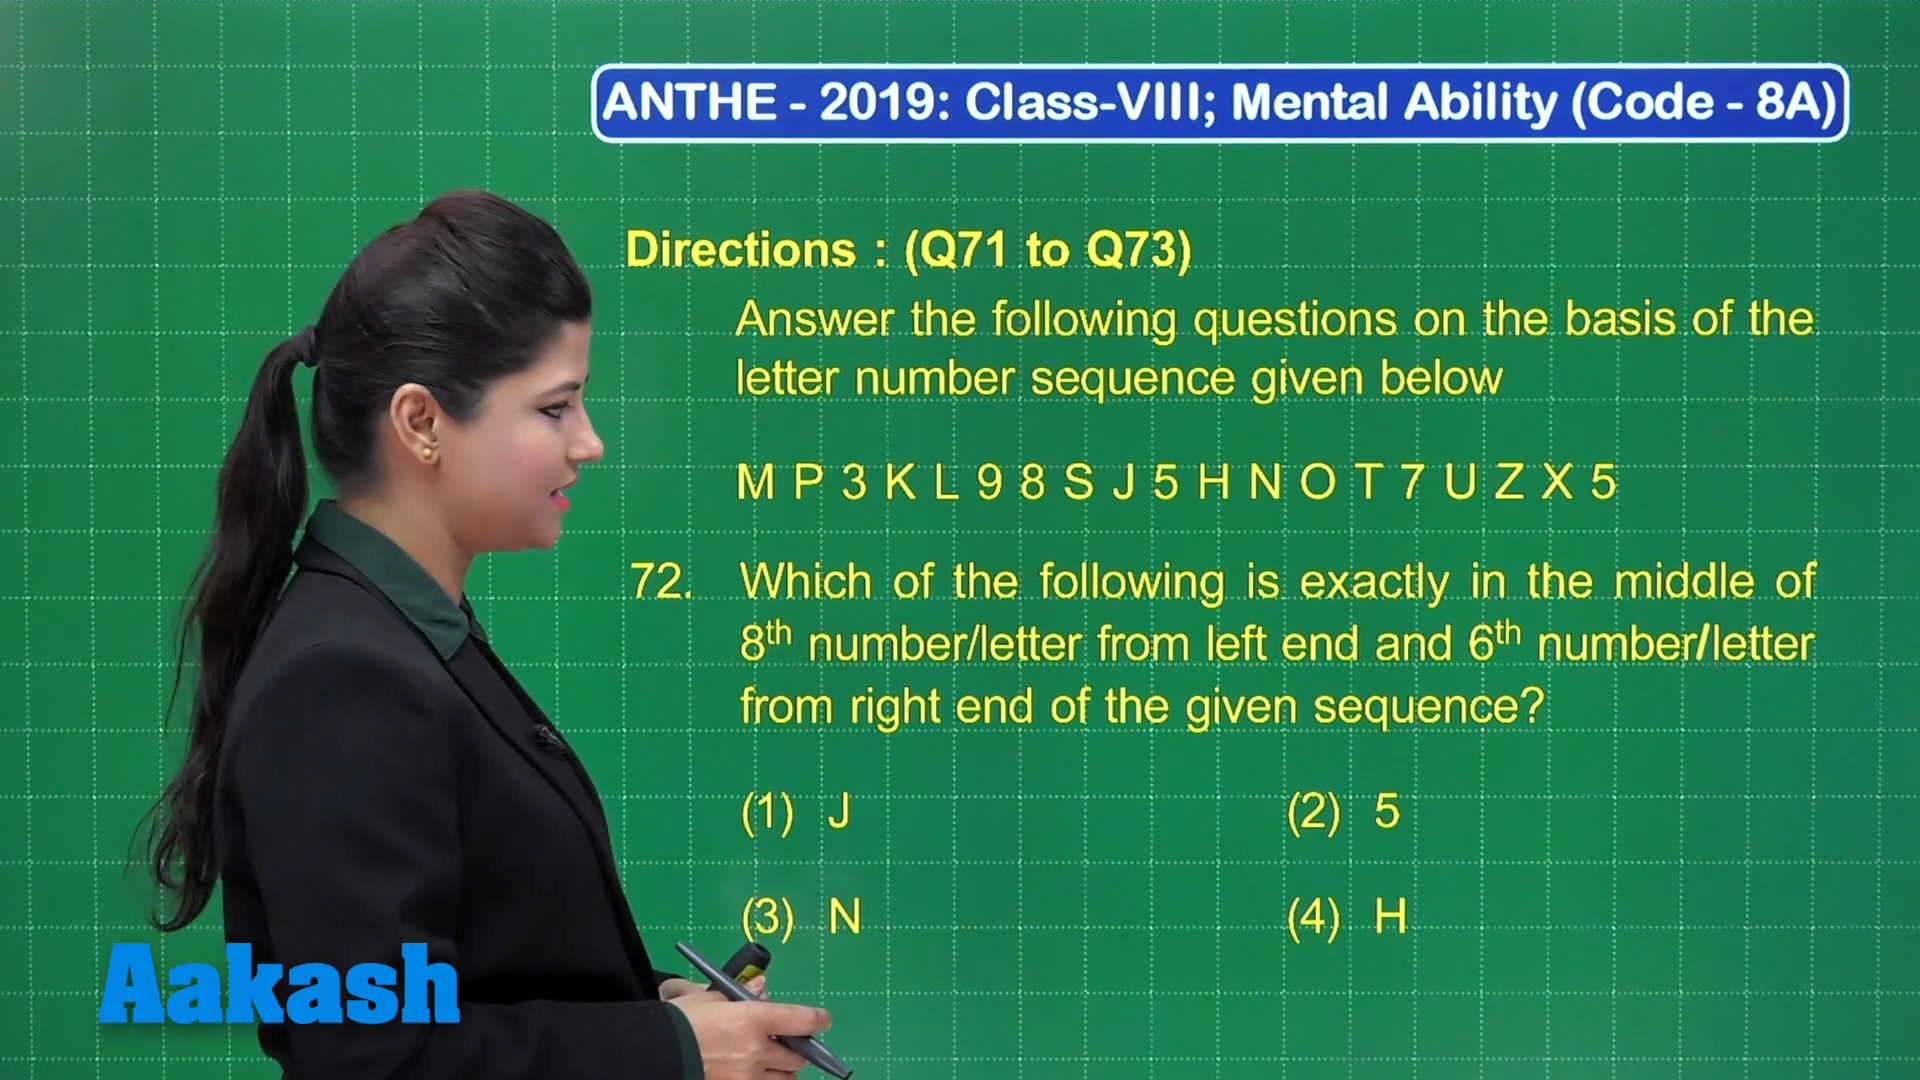 ANTHE - 2019: Class-VIII; Mental Ability (Code - 8A)
Directions : (Q71 to Q73)
Answer the following questions on the basis of the
letter number sequence given below
M P 3 K L 9 8 S J 5 H N O T 7 U Z X 5
72. Which of the following is exactly in the middle of
8th number/letter from left end and 6th number/letter
from right end of the given sequence?
(1) J (2) 5
(3) N (4) H
Aakash